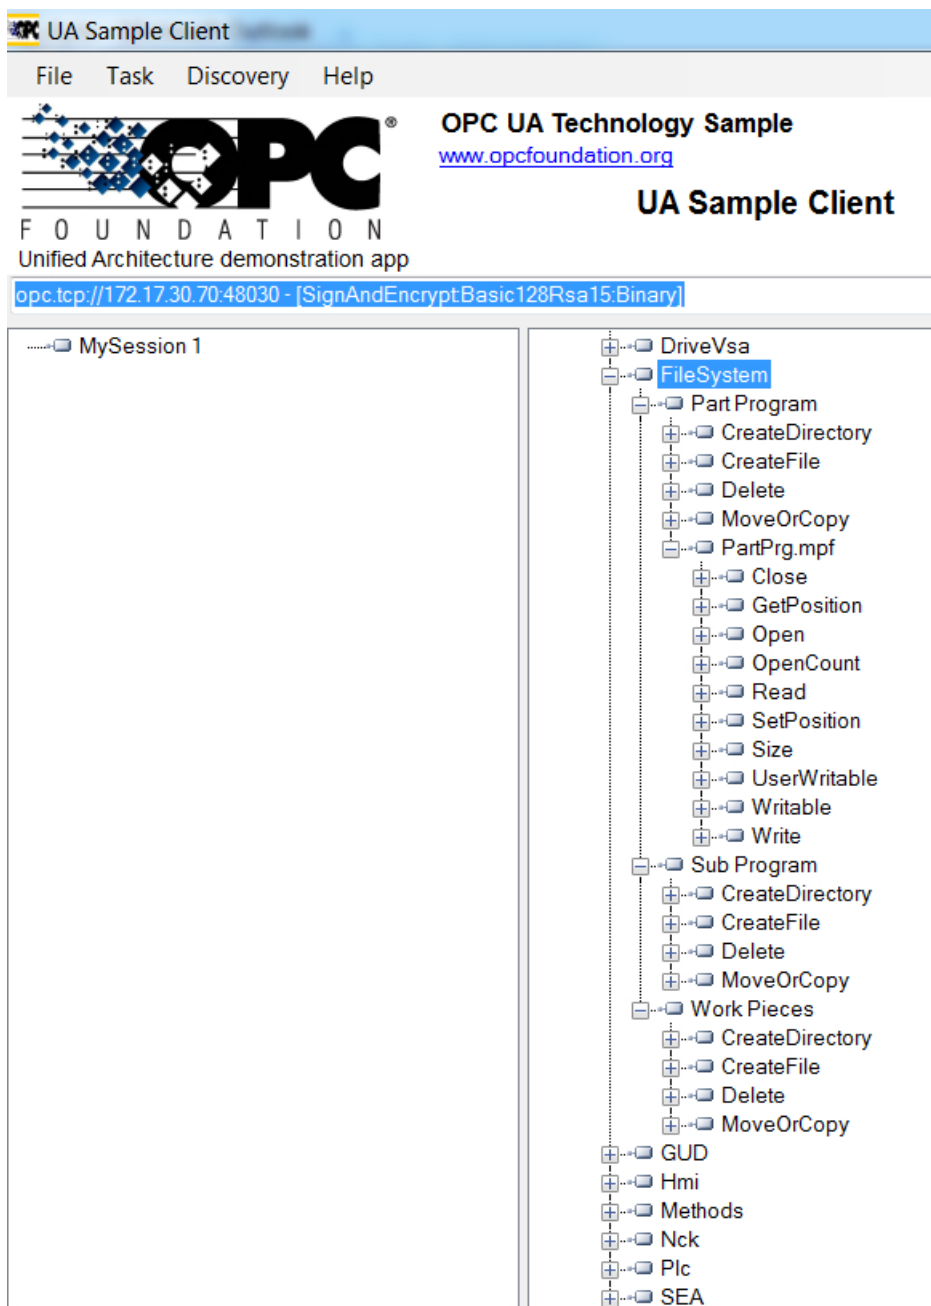 UA Sample Client
File Task Discovery Help
OPC®
FOUNDATION
Unified Architecture demonstration app
OPC UA Technology Sample
www.opcfoundation.org
UA Sample Client
opc.tcp://172.17.30.70:48030 - [SignAndEncrypt:Basic128Rsa15:Binary]
MySession 1
DriveVsa
FileSystem
Part Program
CreateDirectory
CreateFile
Delete
MoveOrCopy
PartPrg.mpf
Close
GetPosition
Open
OpenCount
Read
SetPosition
Size
UserWritable
Writable
Write
Sub Program
CreateDirectory
CreateFile
Delete
MoveOrCopy
Work Pieces
CreateDirectory
CreateFile
Delete
MoveOrCopy
GUD
Hmi
Methods
Nck
Plc
SEA